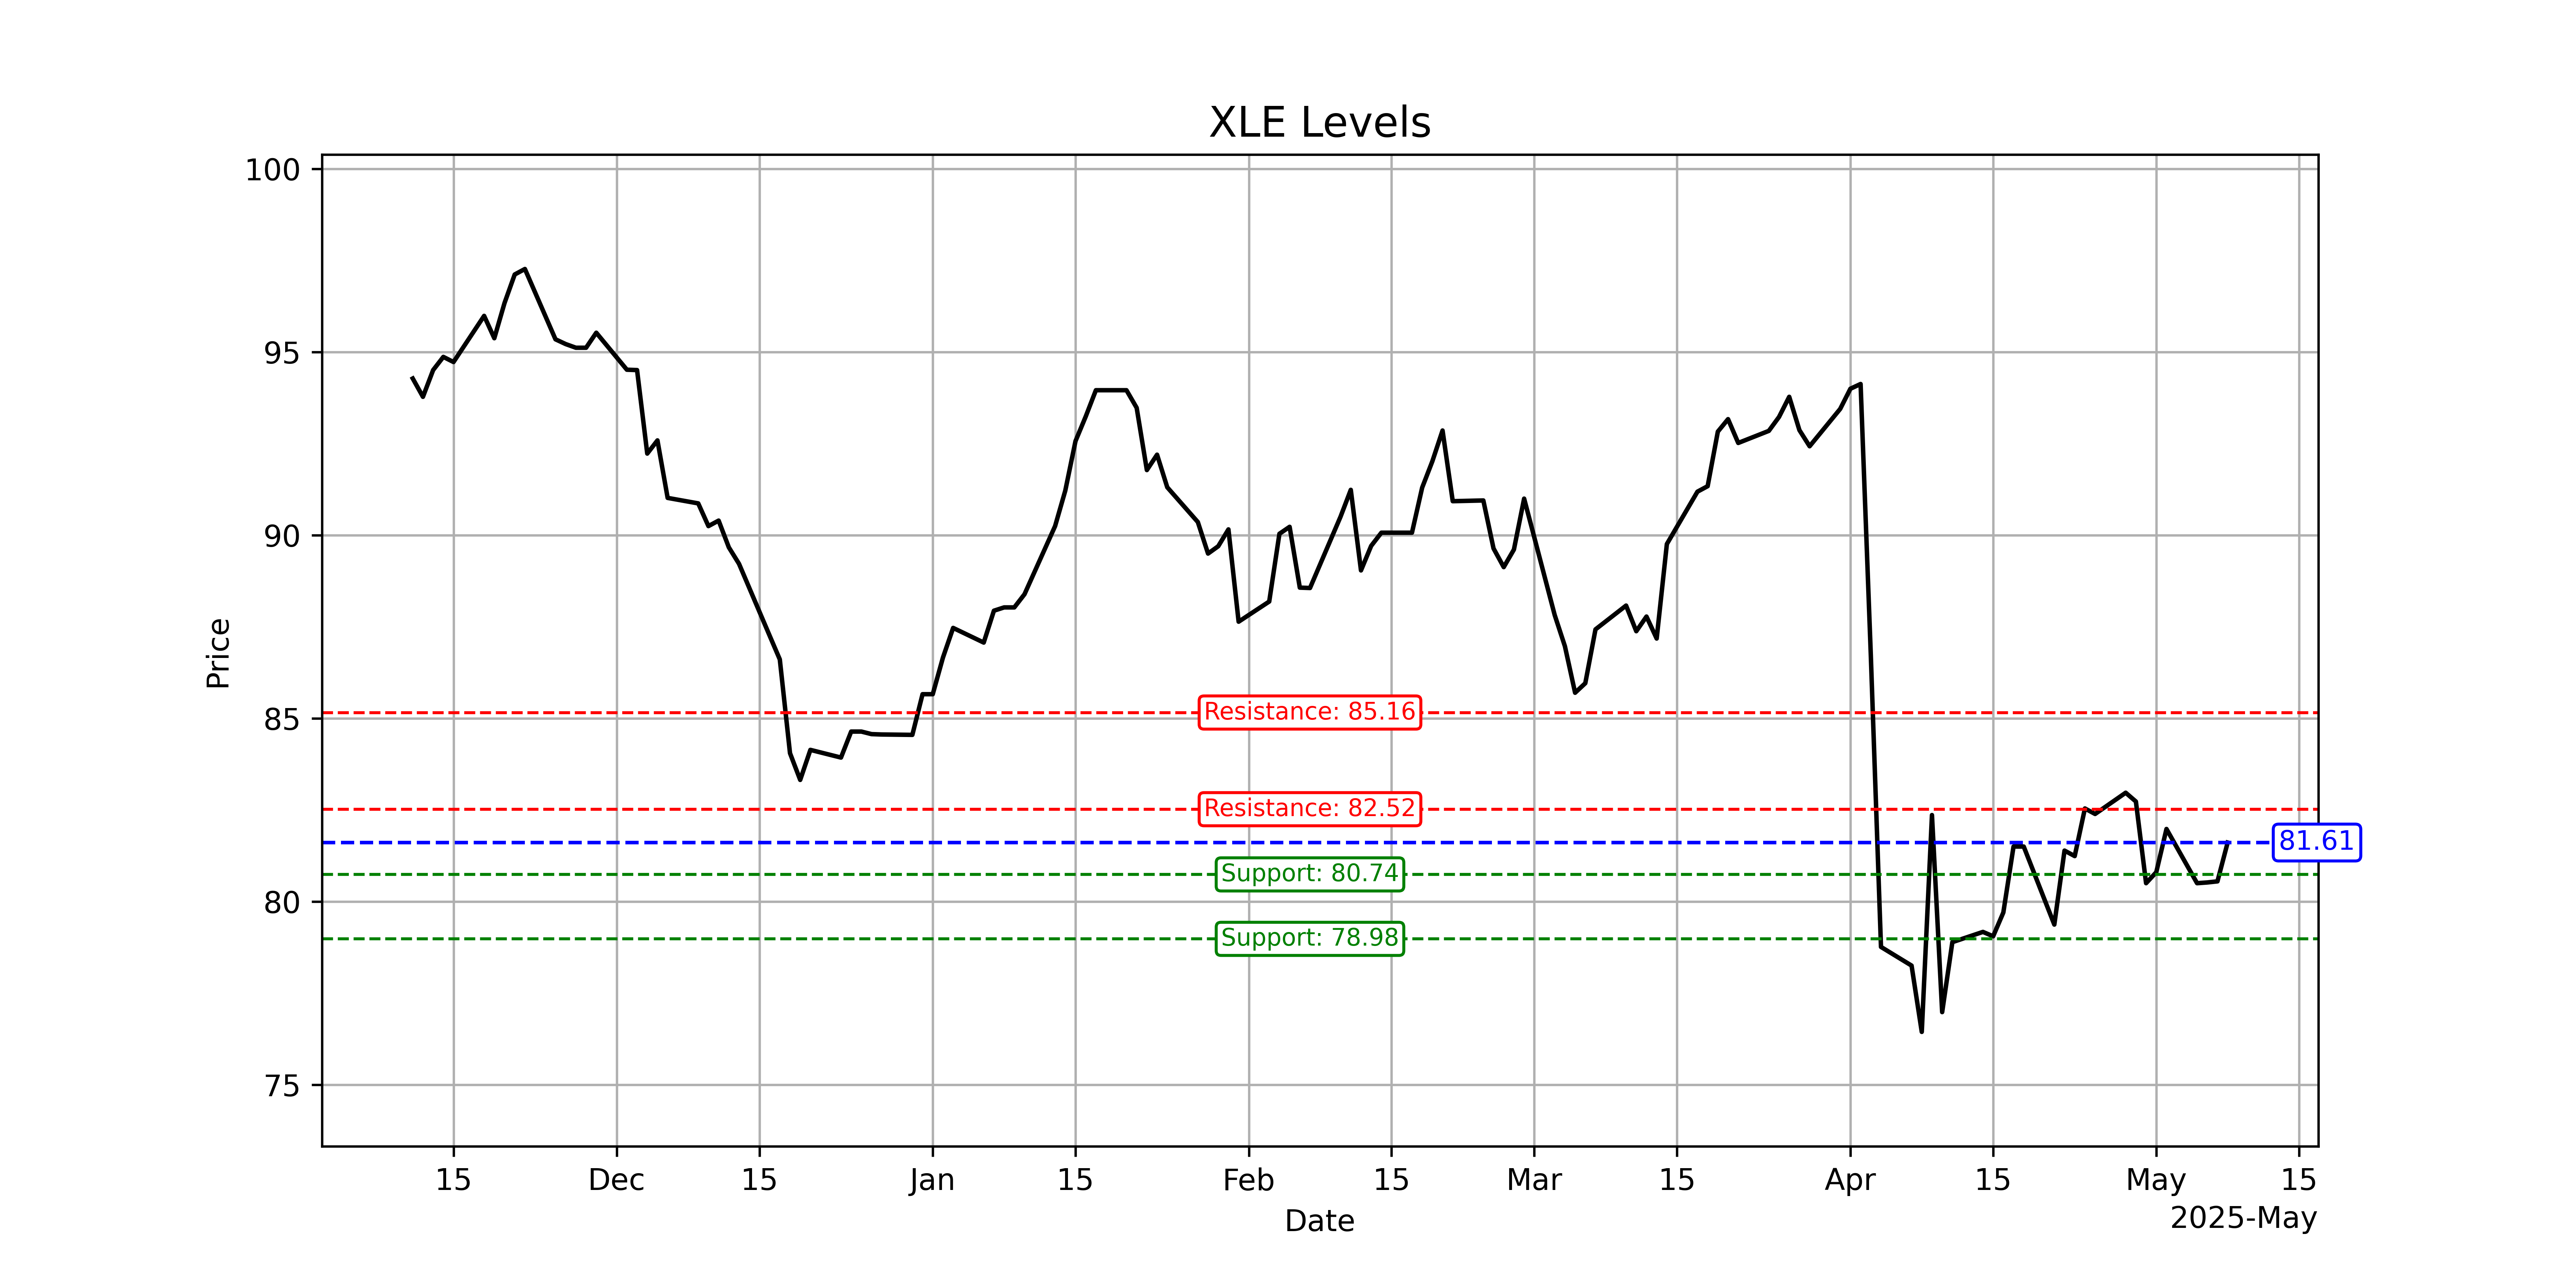 XLE Levels
100
95
90
85
80
75
Price
Resistance: 85.16
Resistance: 82.52
81.61
Support: 80.74
Support: 78.98
15 Dec 15 Jan 15 Feb 15 Mar 15 Apr 15 May 15
Date
2025-May